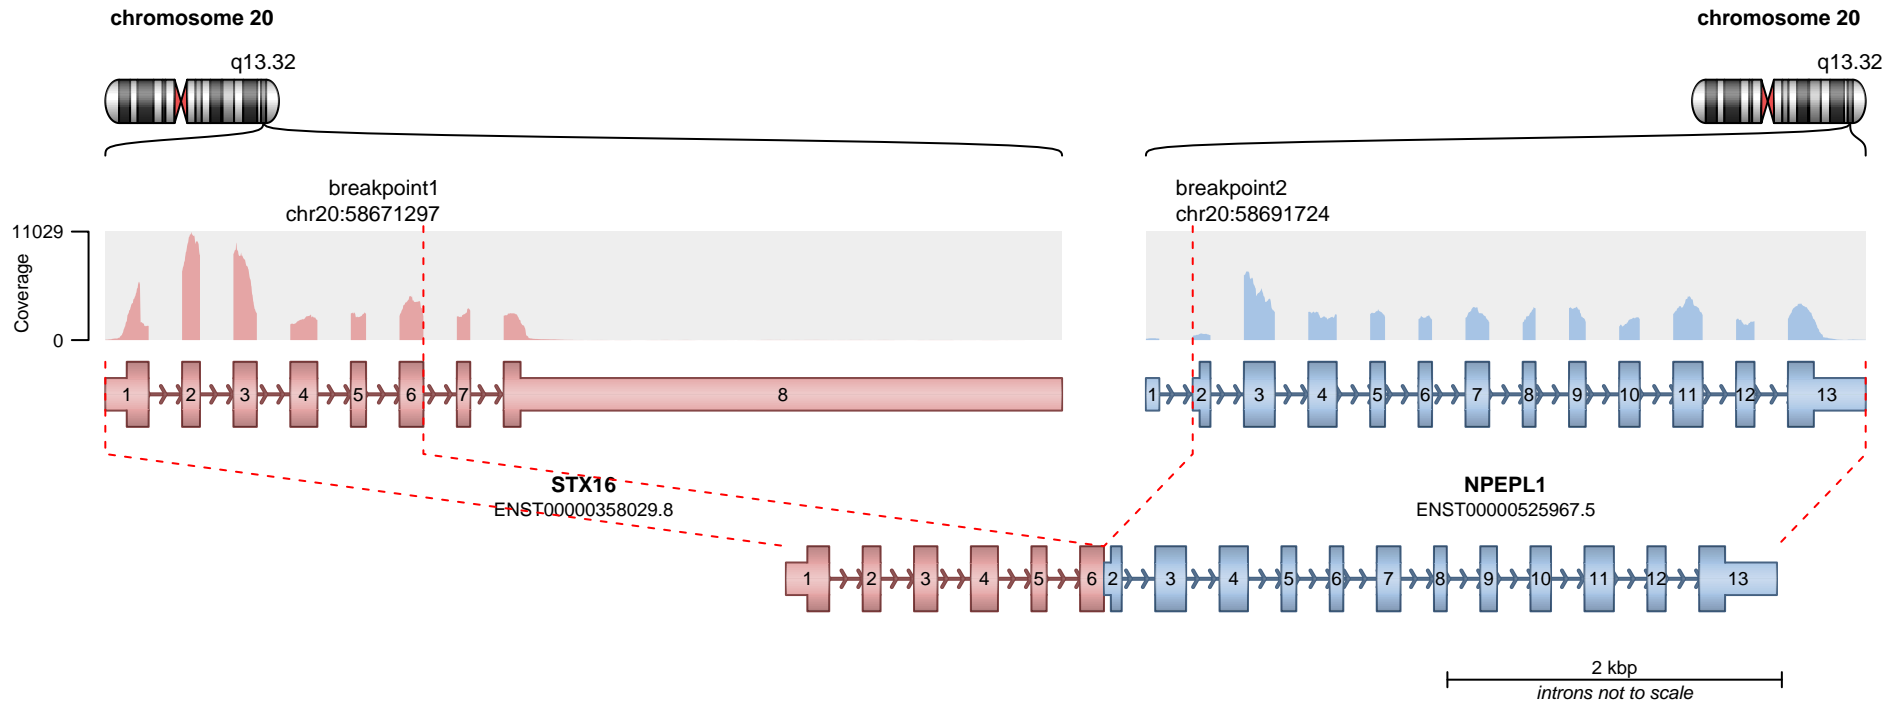 chromosome 20
chromosome 20
q13.32
q13.32
breakpoint1
chr20:58671297
breakpoint2
chr20:58691724
11029
Coverage
0
1 2 3 4 5 6 7 8
1 2 3 4 5 6 7 8 9 10 11 12 13
STX16
ENST00000358029.8
NPEPL1
ENST00000525967.5
1 2 3 4 5 6 2 3 4 5 6 7 8 9 10 11 12 13
2 kbp
introns not to scale